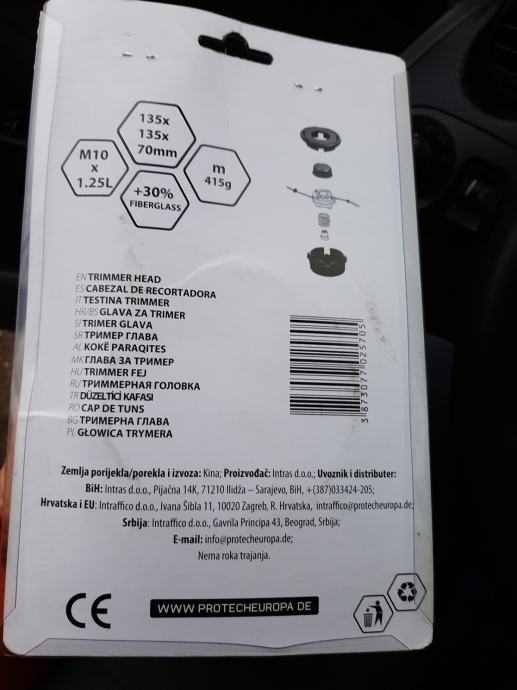 135x
135x
70mm
M10
x
1.25L
m
415g
+30%
FIBERGLASS
EN TRIMMER HEAD
ES CABEZAL DE RECORTADORA
IT TESTINA TRIMMER
HR/BS GLAVA ZA TRIMER
SI TRIMER GLAVA
SR ТРИМЕР ГЛАВА
AL KOKË PARAQITES
MK ГЛАВА ЗА ТРИМЕР
HU TRIMMER FEJ
RU ТРИММЕРНАЯ ГОЛОВКА
TR DÜZELTİCİ KAFASI
RO CAP DE TUNS
BG ТРИМЕРНА ГЛАВА
PL GŁOWICA TRYMERA
3 873077 025705
Zemlja porijekla/porekla i izvoza: Kina; Proizvođač: Intras d.o.o.; Uvoznik i distributer:
BiH: Intras d.o.o., Pijačna 14K, 71210 Ilidža – Sarajevo, BiH, +(387)033424-205;
Hrvatska i EU: Intraffico d.o.o., Ivana Šibla 11, 10020 Zagreb, R. Hrvatska, intraffico@protecheuropa.de;
Srbija: Intraffico d.o.o., Gavrila Principa 43, Beograd, Srbija;
E-mail: info@protecheuropa.de;
Nema roka trajanja.
CE
WWW PROTECHEUROPA DE